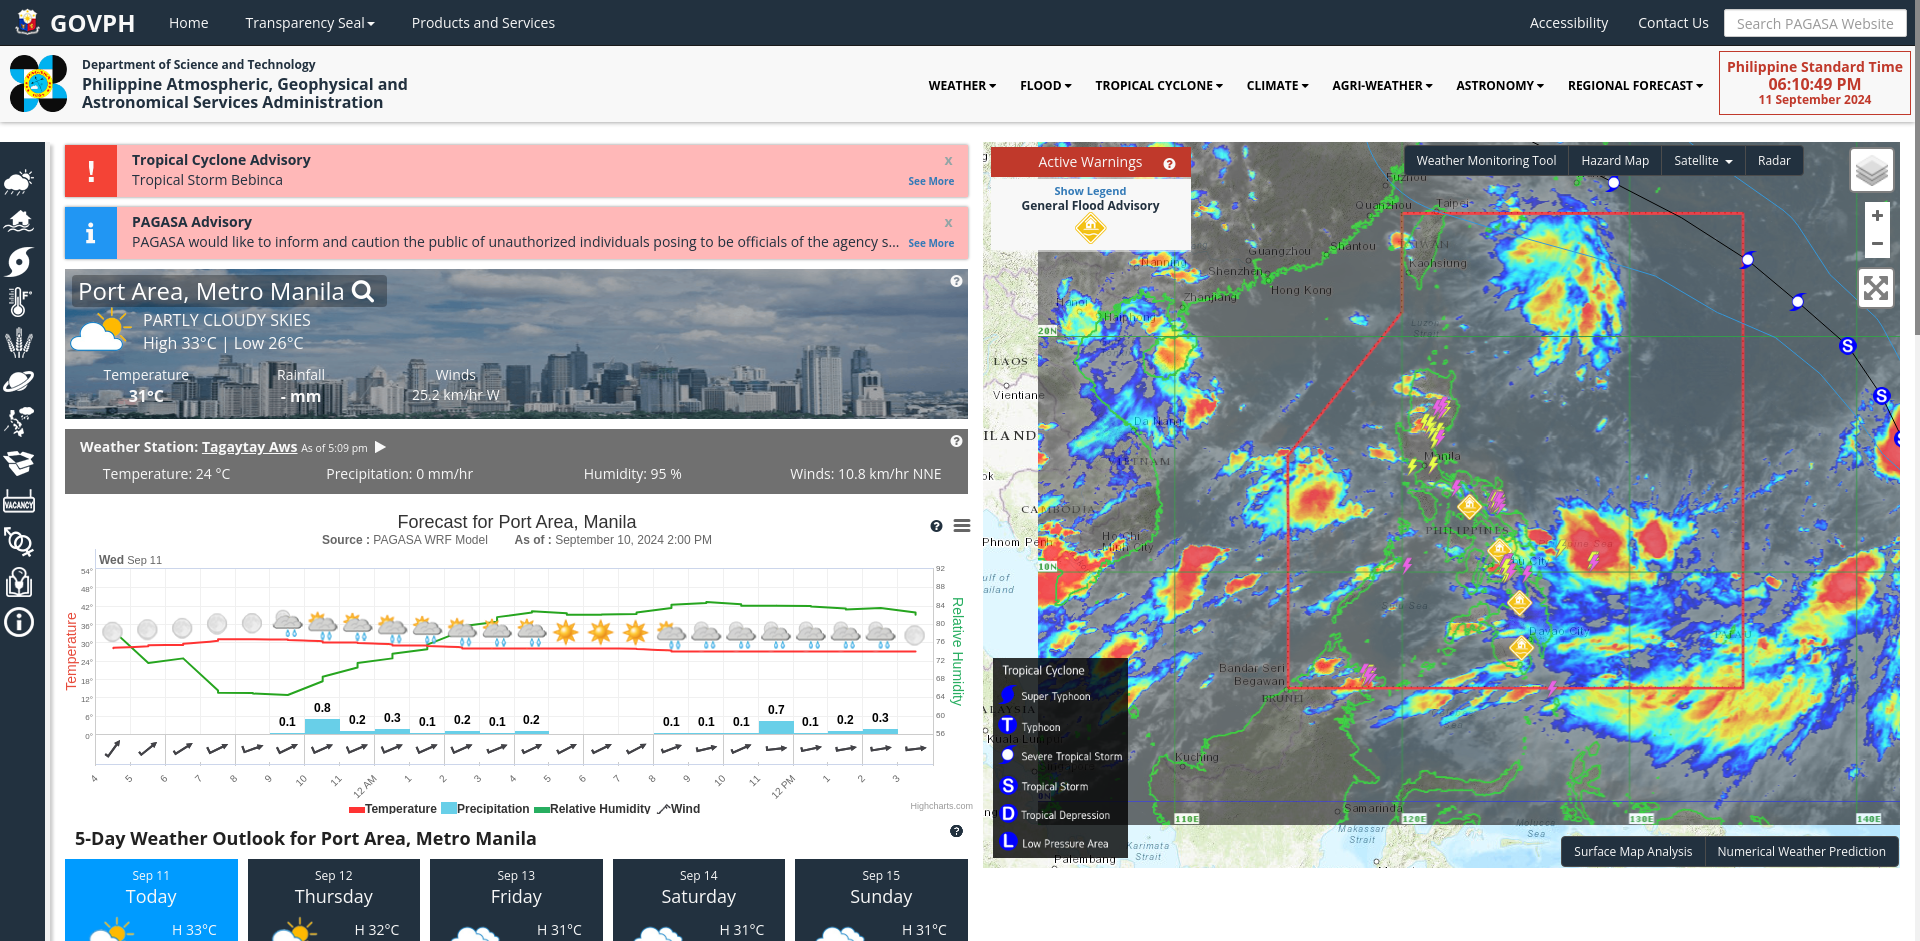 GOVPH
Home
Transparency Seal
Products and Services
Accessibility
Contact Us
Search PAGASA Website
Department of Science and Technology
Philippine Atmospheric, Geophysical and
Astronomical Services Administration
WEATHER
FLOOD
TROPICAL CYCLONE
CLIMATE
AGRI-WEATHER
ASTRONOMY
REGIONAL FORECAST
Philippine Standard Time
06:10:49 PM
11 September 2024
F°
VACANCY
!
Tropical Cyclone Advisory
x
Tropical Storm Bebinca
See More
i
PAGASA Advisory
x
PAGASA would like to inform and caution the public of unauthorized individuals posing to be officials of the agency s...
See More
Port Area, Metro Manila
PARTLY CLOUDY SKIES
High 33°C | Low 26°C
Temperature
31°C
Rainfall
- mm
Winds
25.2 km/hr W
Weather Station: Tagaytay Aws As of 5:09 pm
Temperature: 24 °C
Precipitation: 0 mm/hr
Humidity: 95 %
Winds: 10.8 km/hr NNE
Forecast for Port Area, Manila
Source : PAGASA WRF Model As of : September 10, 2024 2:00 PM
Wed Sep 11
Temperature
54°
48°
42°
36°
30°
24°
18°
12°
6°
0°
92
88
84
80
76
72
68
64
60
56
Relative Humidity
0.1
0.8
0.2
0.3
0.1
0.2
0.1
0.2
0.1
0.1
0.1
0.7
0.1
0.2
0.3
4
5
6
7
8
9
10
11
12 AM
1
2
3
4
5
6
7
8
9
10
11
12 PM
1
2
3
Temperature
Precipitation
Relative Humidity
Wind
Highcharts.com
5-Day Weather Outlook for Port Area, Metro Manila
Sep 11
Today
H 33°C
Sep 12
Thursday
H 32°C
Sep 13
Friday
H 31°C
Sep 14
Saturday
H 31°C
Sep 15
Sunday
H 31°C
Active Warnings
Show Legend
General Flood Advisory
Weather Monitoring Tool
Hazard Map
Satellite
Radar
+
−
Fuzhou
Quanzhou
Taipei
Shantou
TAIWAN
Kaohsiung
Guangzhou
Shenzhen
Hong Kong
Nanning
Zhanjiang
Hanoi
Haiphong
20N
Luzon
Strait
LAOS
Vientiane
Da Nang
ILAND
VIETNAM
Manila
CAMBODIA
Phnom Penh
Ho Chi
Minh City
PHILIPPINES
10N
ulf of
ailand
Sulu Sea
Davao City
PALAU
Bandar Seri
Begawan
BRUNEI
ALAYSIA
Kuala Lumpur
Kuching
Samarinda
110E
120E
130E
140E
Makassar
Strait
Molucca
Sea
Karimata
Strait
Palembang
S
S
Tropical Cyclone
Super Typhoon
T Typhoon
Severe Tropical Storm
S Tropical Storm
D Tropical Depression
L Low Pressure Area
Surface Map Analysis
Numerical Weather Prediction